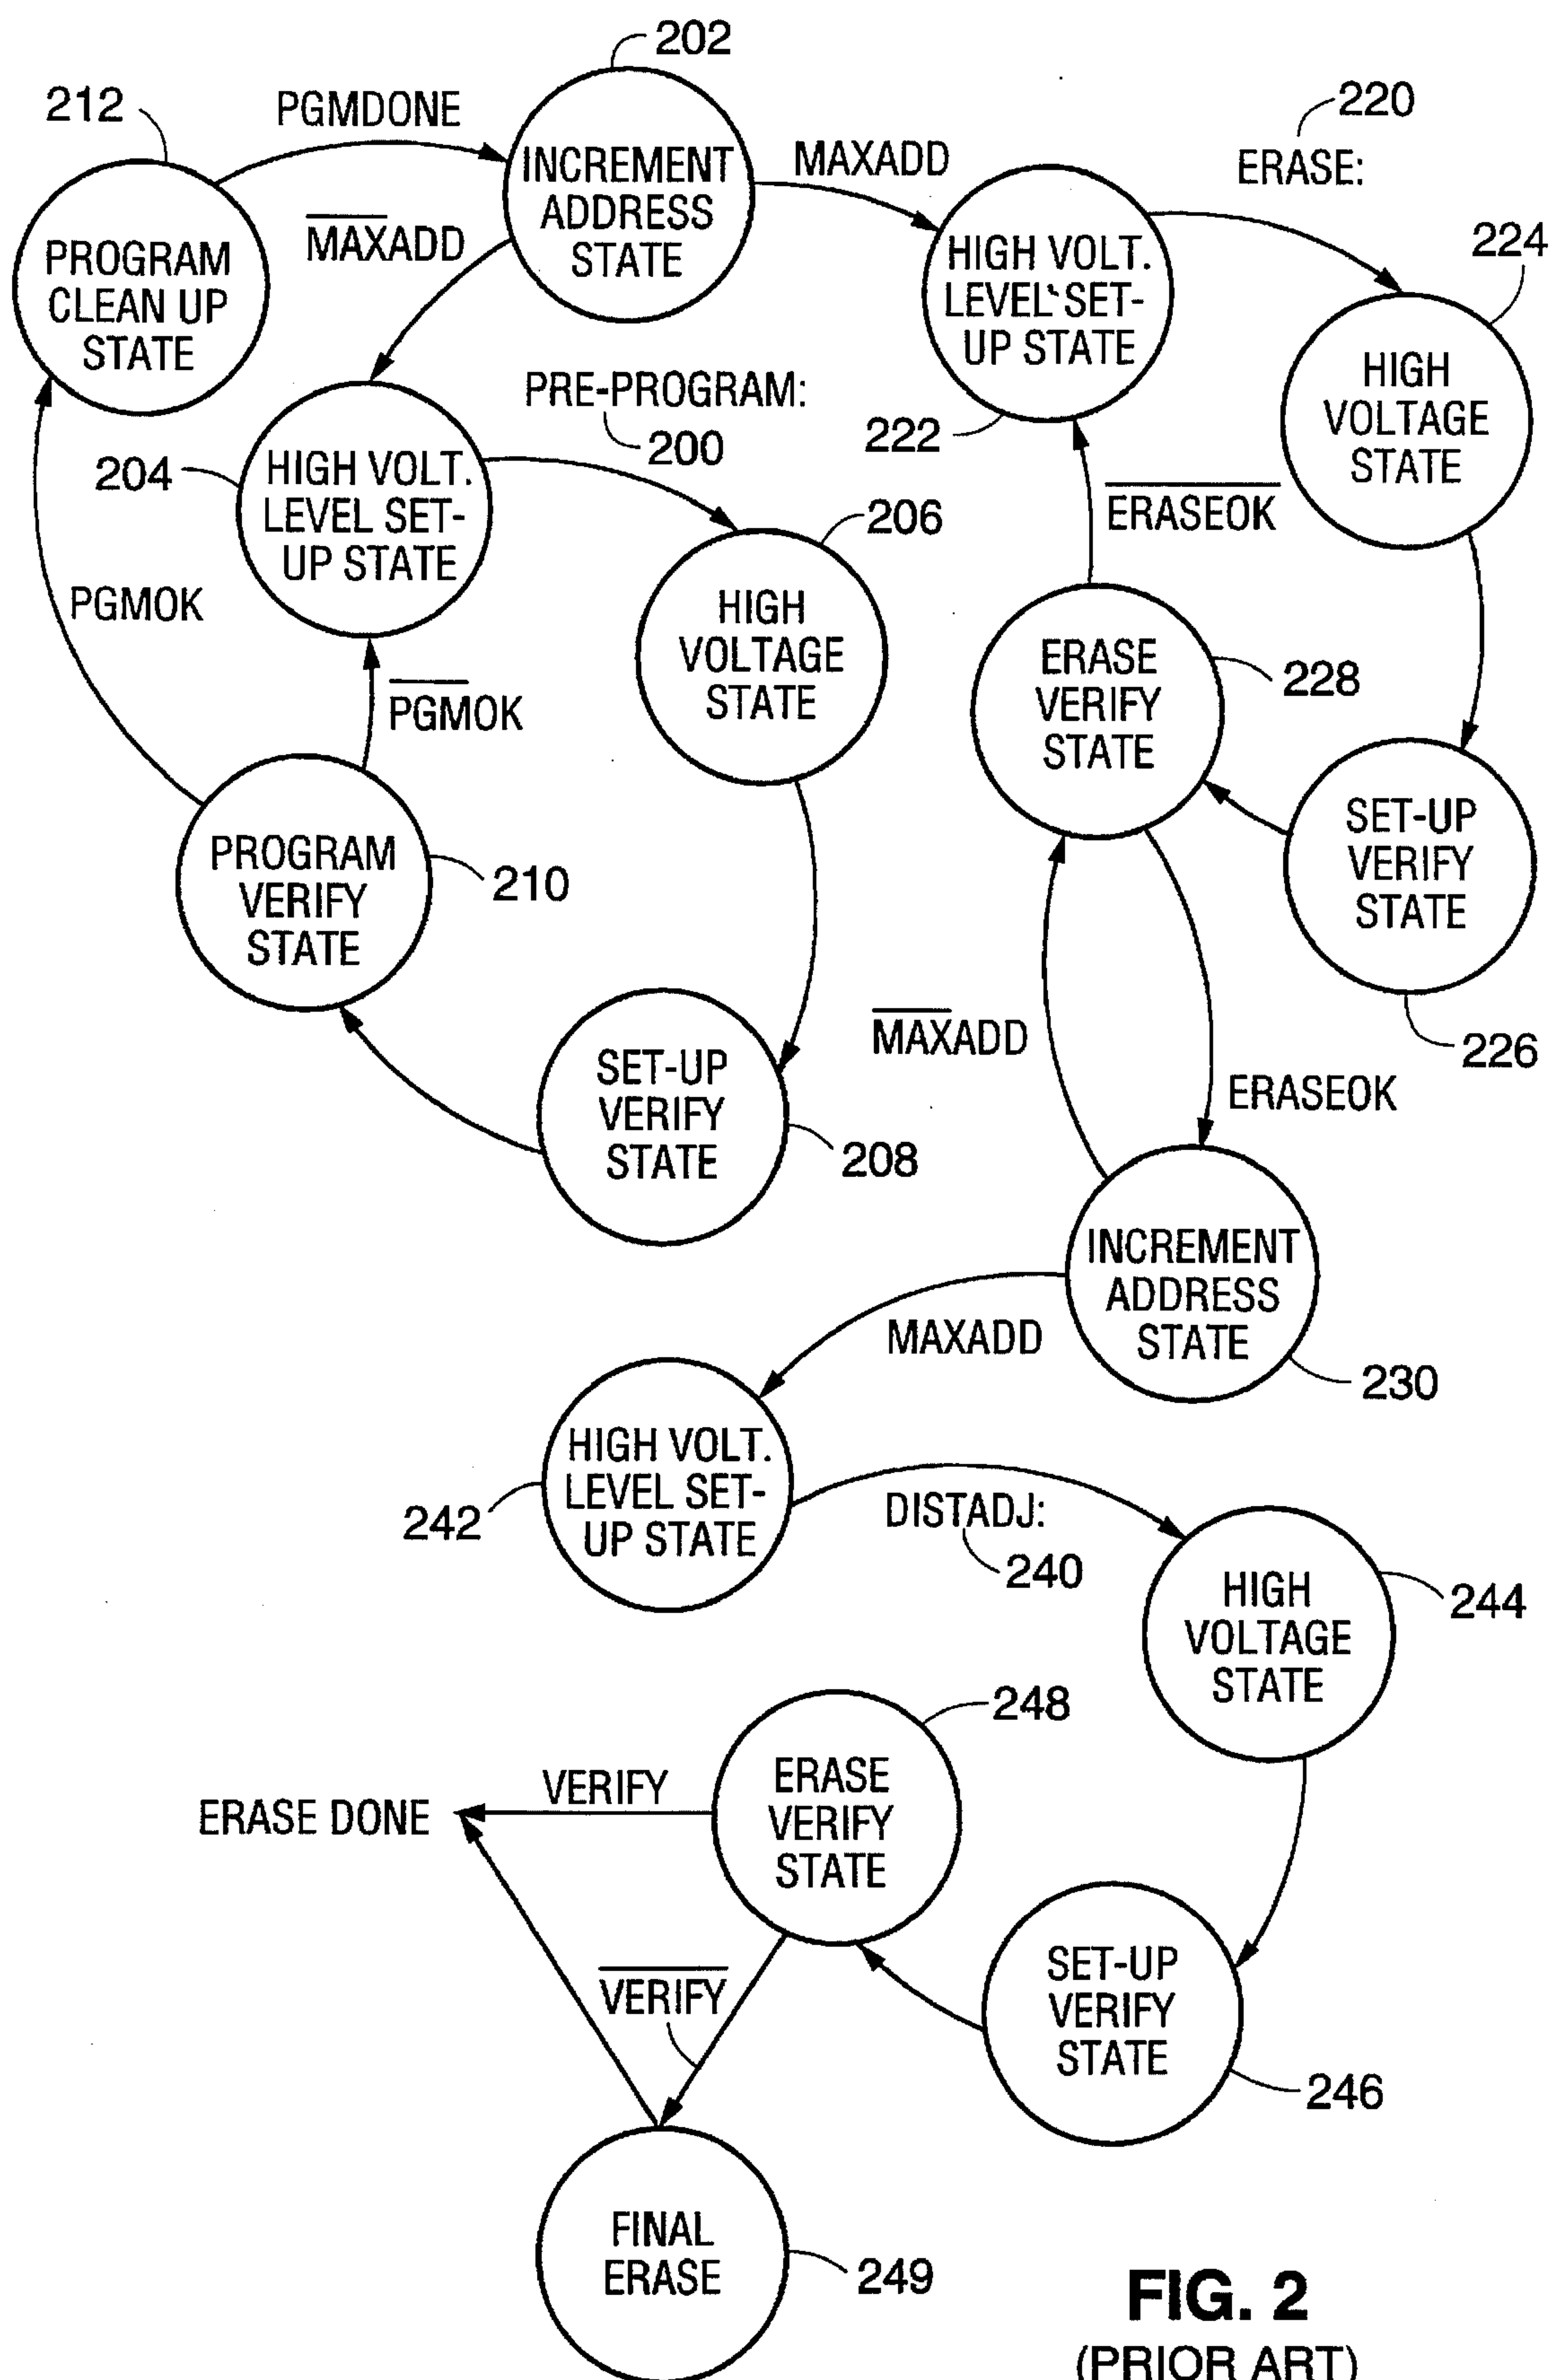 202
212
PGMDONE
220
INCREMENT
ADDRESS
STATE
MAXADD
ERASE:
PROGRAM
CLEAN UP
STATE
M̅A̅X̅ADD
HIGH VOLT.
LEVEL SET-
UP STATE
224
PRE-PROGRAM:
200
222
HIGH
VOLTAGE
STATE
204
HIGH VOLT.
LEVEL SET-
UP STATE
206
E̅R̅A̅S̅E̅O̅K̅
PGMOK
HIGH
VOLTAGE
STATE
P̅G̅M̅OK
ERASE
VERIFY
STATE
228
PROGRAM
VERIFY
STATE
210
SET-UP
VERIFY
STATE
226
M̅A̅X̅ADD
ERASEOK
SET-UP
VERIFY
STATE
208
INCREMENT
ADDRESS
STATE
230
MAXADD
HIGH VOLT.
LEVEL SET-
UP STATE
242
DISTADJ:
240
HIGH
VOLTAGE
STATE
244
248
ERASE
VERIFY
STATE
VERIFY
ERASE DONE
V̅E̅R̅I̅F̅Y̅
SET-UP
VERIFY
STATE
246
FINAL
ERASE
249
FIG. 2
(PRIOR ART)